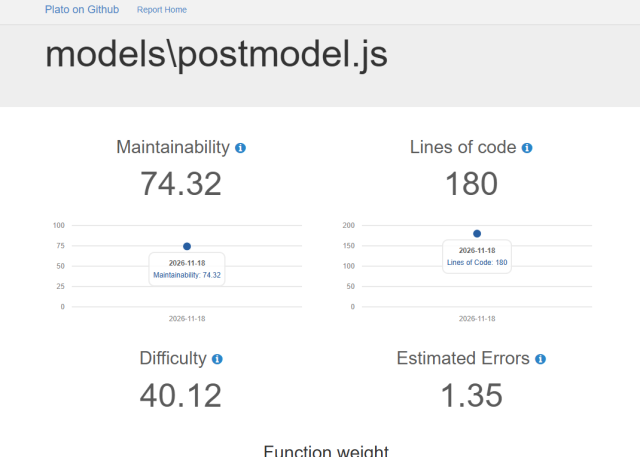 Plato on Github Report Home
models\postmodel.js
Maintainability
74.32
100
75
50
25
0
2026-11-18
Maintainability: 74.32
2026-11-18
Lines of code
180
200
150
100
50
0
2026-11-18
Lines of Code: 180
2026-11-18
Difficulty
40.12
Estimated Errors
1.35
Function weight